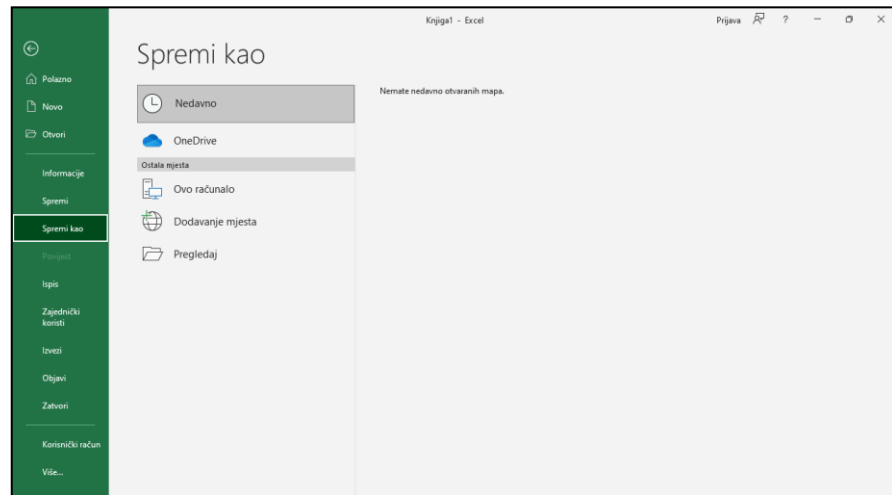 Knjiga1 - Excel
Prijava
?
Spremi kao
Polazno
Novo
Otvori
Informacije
Spremi
Spremi kao
Povijest
Ispis
Zajednički
koristi
Izvezi
Objavi
Zatvori
Korisnički račun
Više...
Nedavno
OneDrive
Ostala mjesta
Ovo računalo
Dodavanje mjesta
Pregledaj
Nemate nedavno otvaranih mapa.